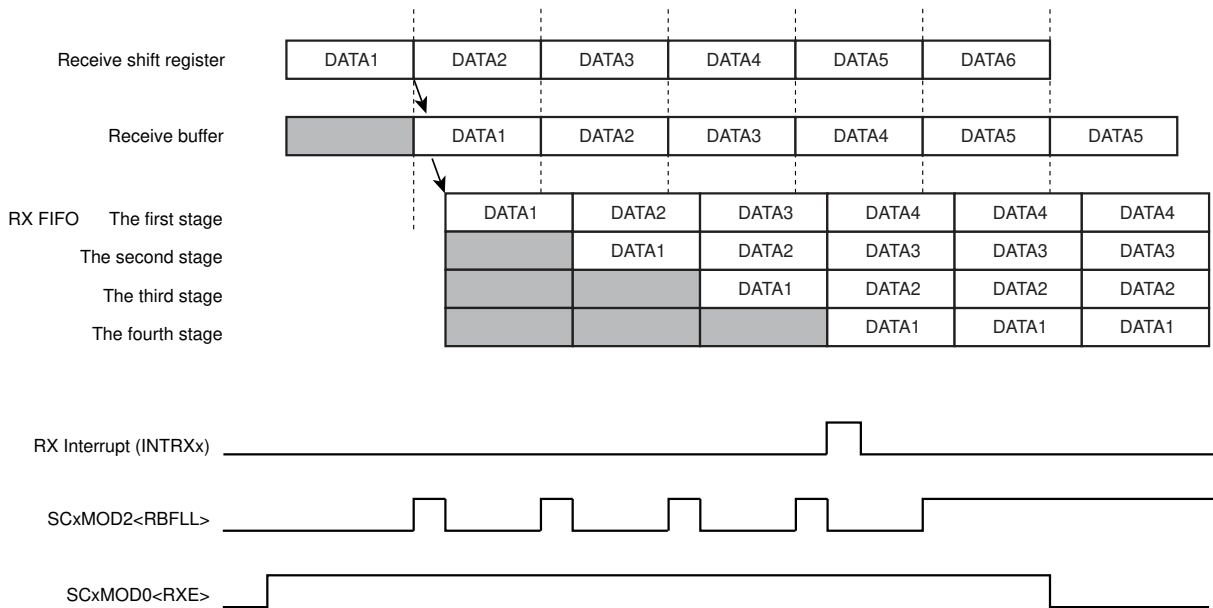 Receive shift register DATA1 DATA2 DATA3 DATA4 DATA5 DATA6
Receive buffer DATA1 DATA2 DATA3 DATA4 DATA5 DATA5
RX FIFO The first stage DATA1 DATA2 DATA3 DATA4 DATA4 DATA4
The second stage DATA1 DATA2 DATA3 DATA3 DATA3
The third stage DATA1 DATA2 DATA2 DATA2
The fourth stage DATA1 DATA1 DATA1
RX Interrupt (INTRXx)
SCxMOD2<RBFLL>
SCxMOD0<RXE>